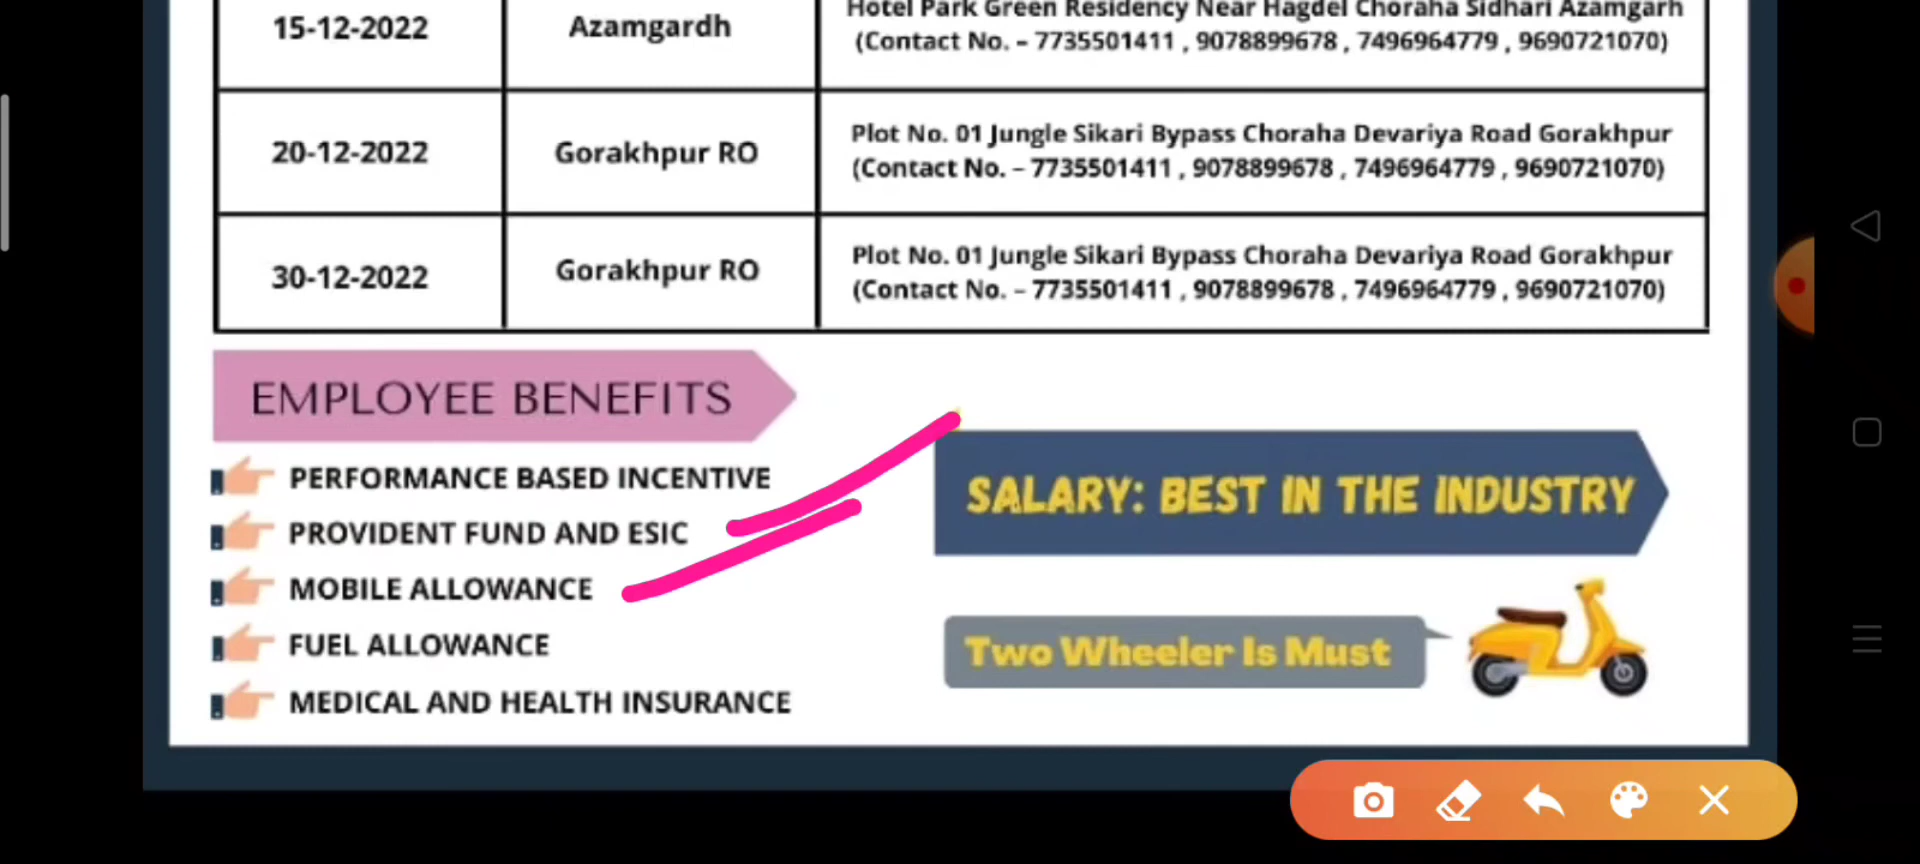 15-12-2022
Azamgardh
Hotel Park Green Residency Near Hagdel Choraha Sidhari Azamgarh
(Contact No. – 7735501411 , 9078899678 , 7496964779 , 9690721070)
20-12-2022
Gorakhpur RO
Plot No. 01 Jungle Sikari Bypass Choraha Devariya Road Gorakhpur
(Contact No. – 7735501411 , 9078899678 , 7496964779 , 9690721070)
30-12-2022
Gorakhpur RO
Plot No. 01 Jungle Sikari Bypass Choraha Devariya Road Gorakhpur
(Contact No. – 7735501411 , 9078899678 , 7496964779 , 9690721070)
EMPLOYEE BENEFITS
PERFORMANCE BASED INCENTIVE
PROVIDENT FUND AND ESIC
MOBILE ALLOWANCE
FUEL ALLOWANCE
MEDICAL AND HEALTH INSURANCE
SALARY: BEST IN THE INDUSTRY
Two Wheeler Is Must